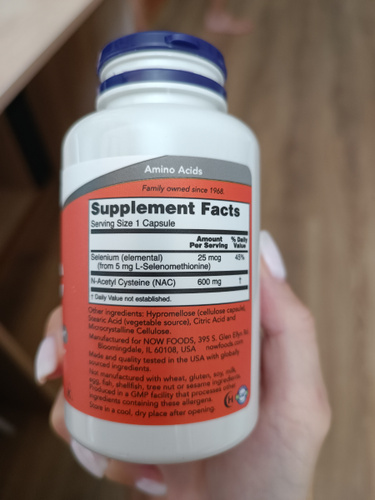 Amino Acids
Family owned since 1968.
Supplement Facts
Serving Size 1 Capsule
Amount Per Serving % Daily Value
Selenium (elemental) 25 mcg 45%
(from 5 mg L-Selenomethionine)
N-Acetyl Cysteine (NAC) 600 mg †
† Daily Value not established.
Other ingredients: Hypromellose (cellulose capsule),
Stearic Acid (vegetable source), Citric Acid and
Microcrystalline Cellulose.
Manufactured for NOW FOODS, 395 S. Glen Ellyn Rd.
Bloomingdale, IL 60108, USA nowfoods.com
Made and quality tested in the USA with globally
sourced ingredients.
Not manufactured with wheat, gluten, soy, milk,
egg, fish, shellfish, tree nut or sesame ingredients.
Produced in a GMP facility that processes other
ingredients containing these allergens.
Store in a cool, dry place after opening.